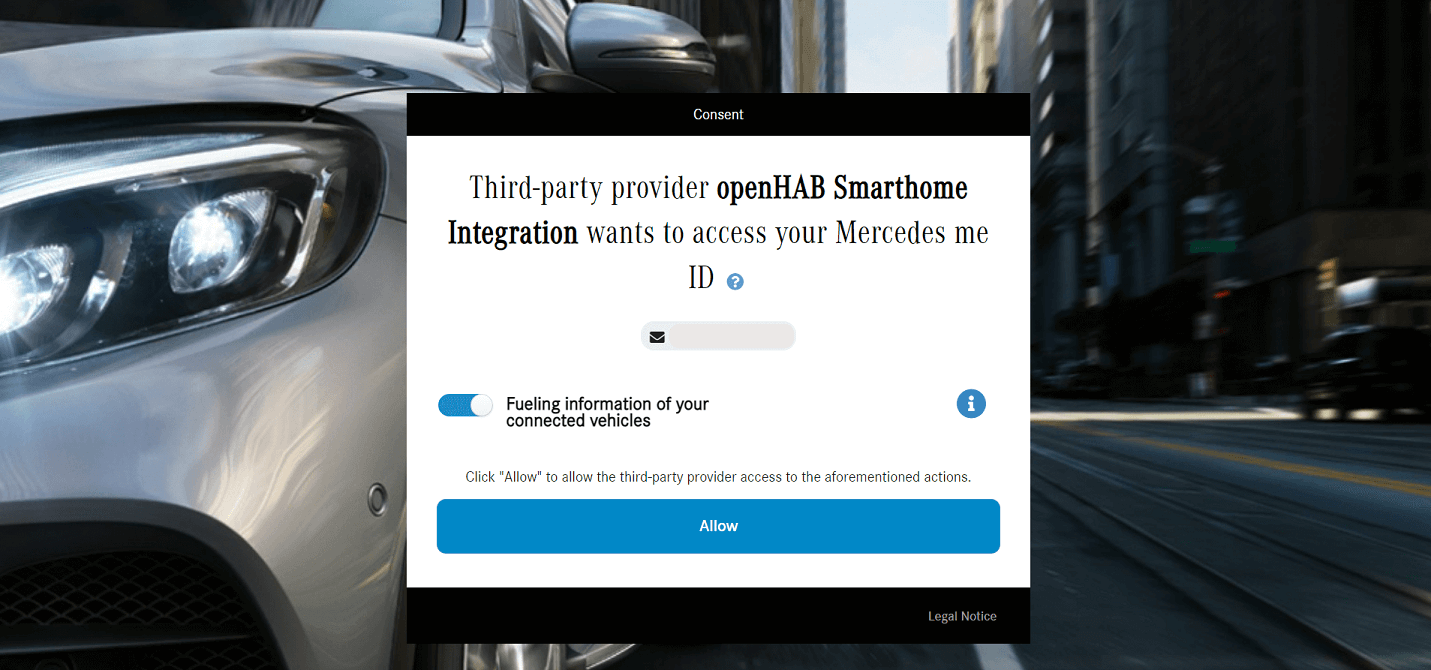 Consent
Third-party provider openHAB Smarthome
Integration wants to access your Mercedes me
ID
Fueling information of your
connected vehicles
Click "Allow" to allow the third-party provider access to the aforementioned actions.
Allow
Legal Notice